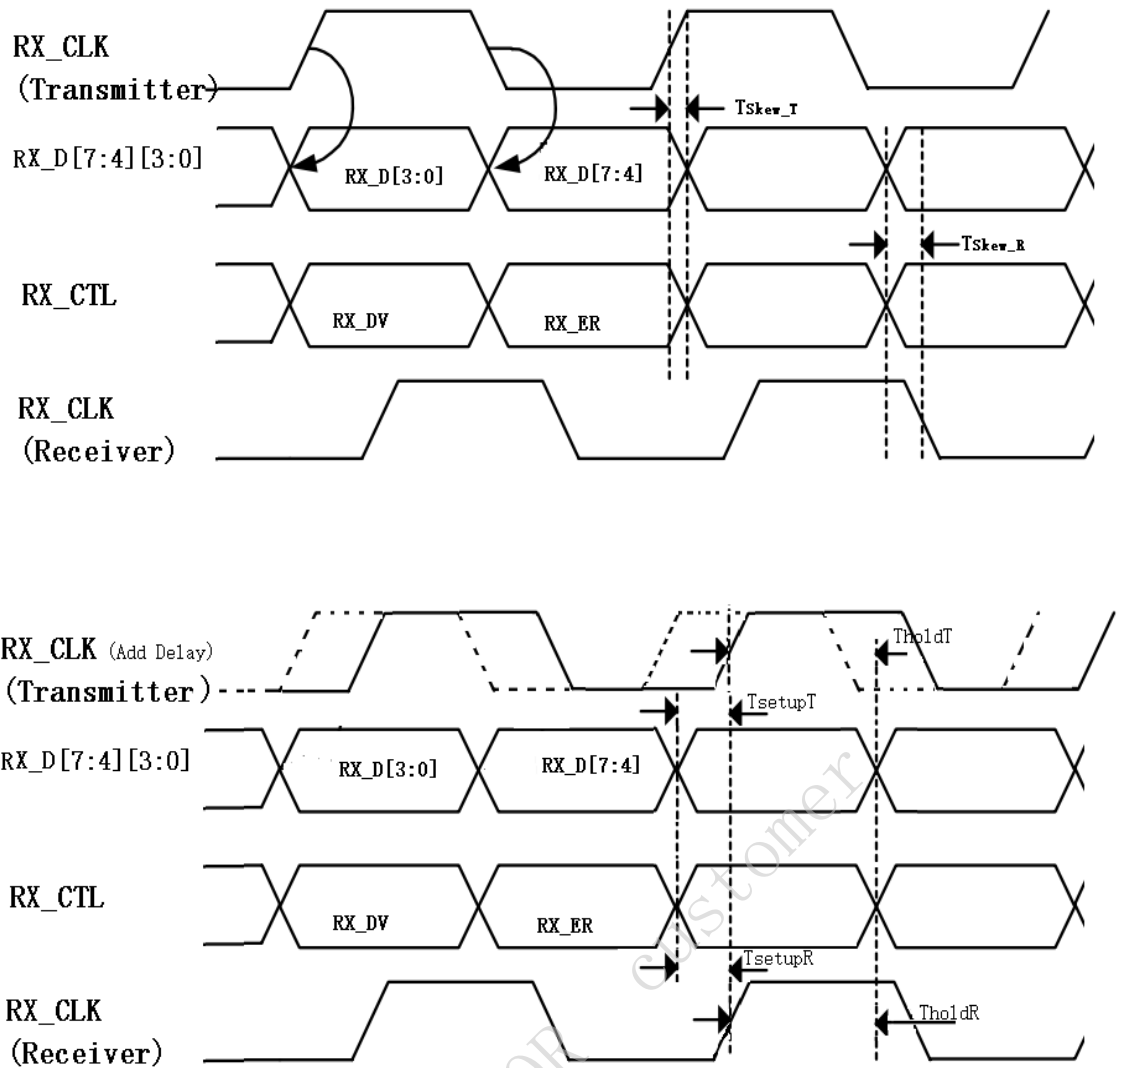 RX_CLK
(Transmitter)
TSkew_T
RX_D[7:4][3:0]
RX_D[3:0]
RX_D[7:4]
TSkew_R
RX_CTL
RX_DV
RX_ER
RX_CLK
(Receiver)
RX_CLK (Add Delay)
(Transmitter)
TholdT
TsetupT
RX_D[7:4][3:0]
RX_D[3:0]
RX_D[7:4]
RX_CTL
RX_DV
RX_ER
TsetupR
RX_CLK
(Receiver)
TholdR
OR customer